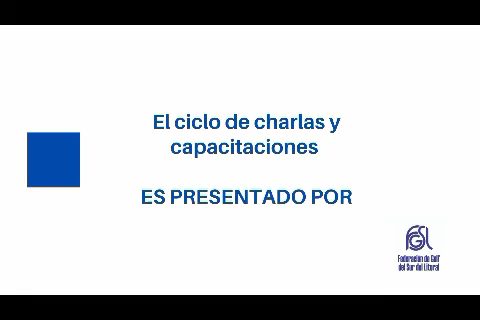 El ciclo de charlas y
capacitaciones
ES PRESENTADO POR
FGSL
Federación de Golf
del Sur del Litoral